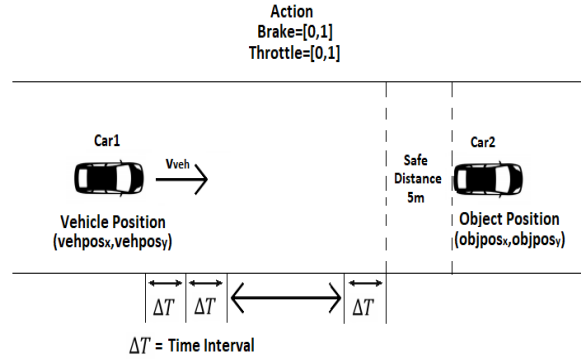 Action
Brake=[0,1]
Throttle=[0,1]
Car1
Vveh
Vehicle Position
(vehposx,vehposy)
Safe
Distance
5m
Car2
Object Position
(objposx,objposy)
ΔT
ΔT
ΔT
ΔT = Time Interval